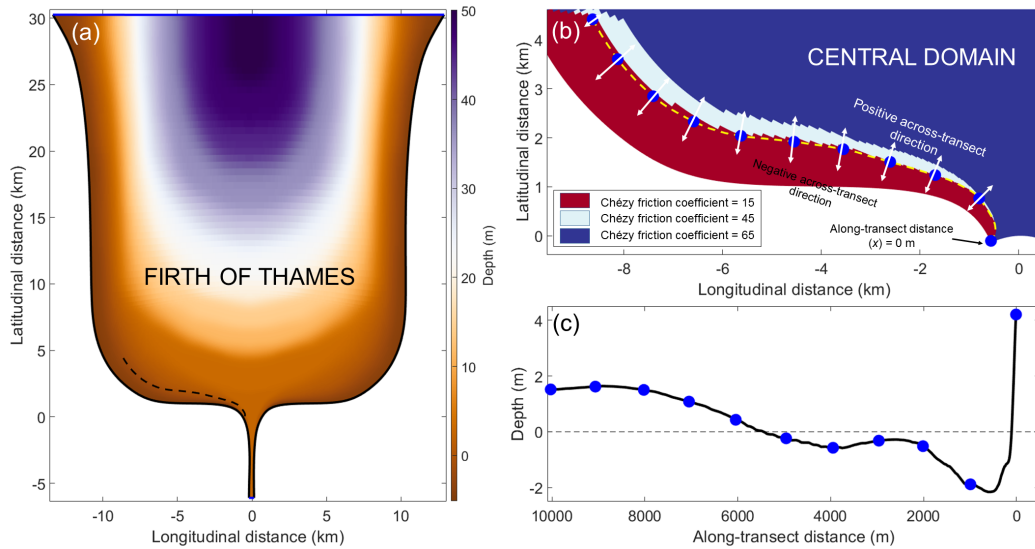 (a)
FIRTH OF THAMES
30
25
20
15
10
5
0
-5
Latitudinal distance (km)
-10
-5
0
5
10
Longitudinal distance (km)
50
40
30
20
10
0
Depth (m)
(b)
CENTRAL DOMAIN
Positive across-transect
direction
Negative across-transect
direction
Chézy friction coefficient = 15
Chézy friction coefficient = 45
Chézy friction coefficient = 65
Along-transect distance
(x) = 0 m
4
3
2
1
0
Latitudinal distance (km)
-8
-6
-4
-2
0
Longitudinal distance (km)
(c)
4
2
0
-2
Depth (m)
10000
8000
6000
4000
2000
0
Along-transect distance (m)